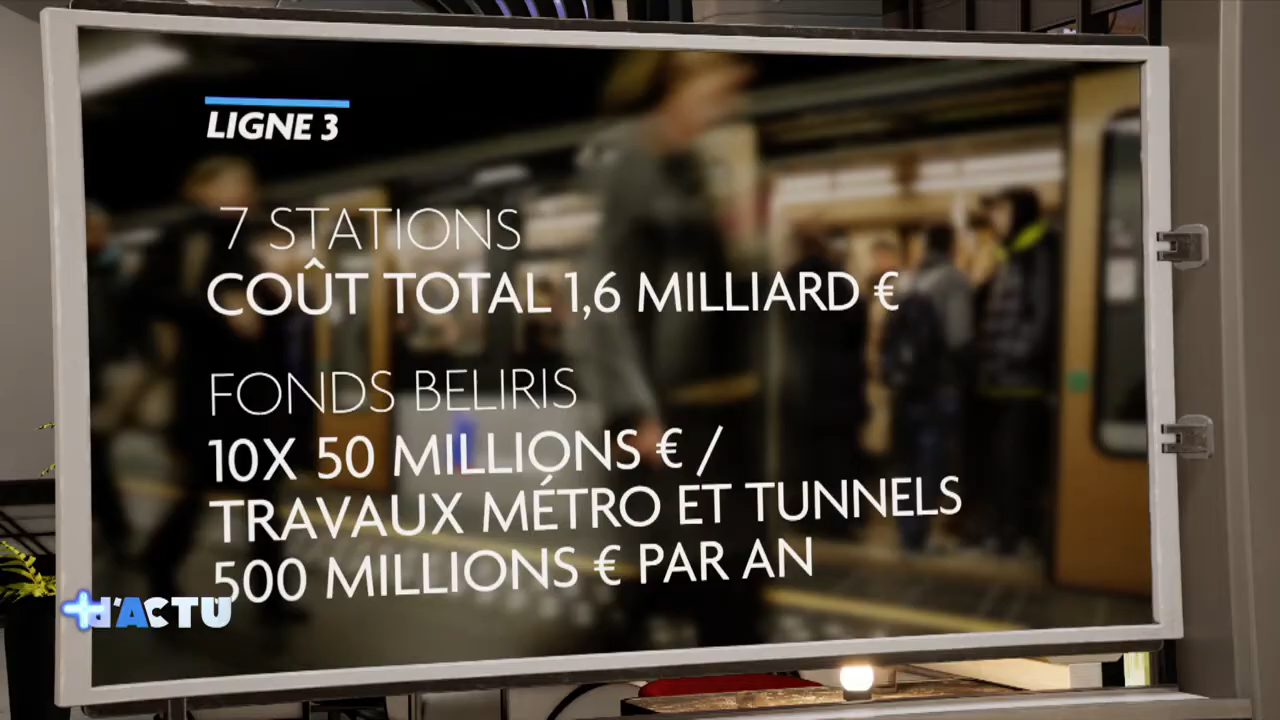 LIGNE 3
7 STATIONS
COÛT TOTAL 1,6 MILLIARD €
FONDS BELIRIS
10X 50 MILLIONS € /
TRAVAUX MÉTRO ET TUNNELS
500 MILLIONS € PAR AN
+d'ACTU